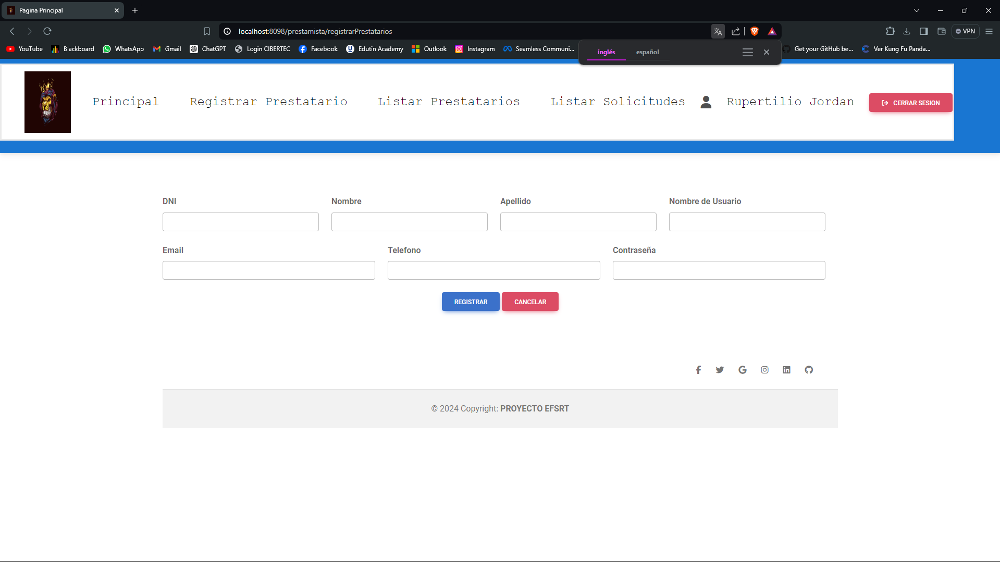 Pagina Principal
localhost:8098/prestamista/registrarPrestatarios
VPN
YouTube Blackboard WhatsApp Gmail ChatGPT Login CIBERTEC Facebook Edutin Academy Outlook Instagram Seamless Communi... Get your GitHub be... Ver Kung Fu Panda...
inglés español
Principal Registrar Prestatario Listar Prestatarios Listar Solicitudes Rupertilio Jordan CERRAR SESION
DNI Nombre Apellido Nombre de Usuario
Email Telefono Contraseña
REGISTRAR CANCELAR
© 2024 Copyright: PROYECTO EFSRT